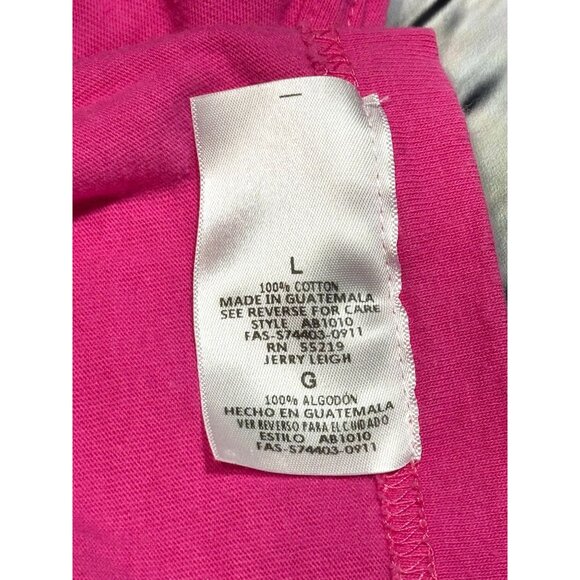 L
100% COTTON
MADE IN GUATEMALA
SEE REVERSE FOR CARE
STYLE AB1010
FAS-S74403-0911
RN 55219
JERRY LEIGH
G
100% ALGODÓN
HECHO EN GUATEMALA
VER REVERSO PARA EL CUIDADO
ESTILO AB1010
FAS-S74403-0911